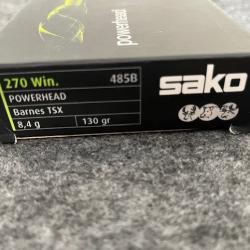 powerhead
270 Win. 485B
POWERHEAD
Barnes TSX
8,4 g 130 gr
sako